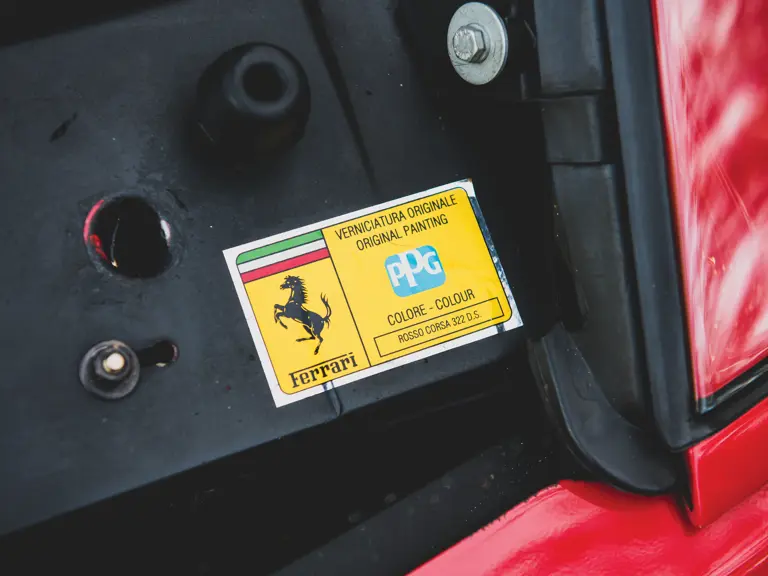 VERNICIATURA ORIGINALE
ORIGINAL PAINTING
PPG
COLORE - COLOUR
ROSSO CORSA 322 D.S.
Ferrari